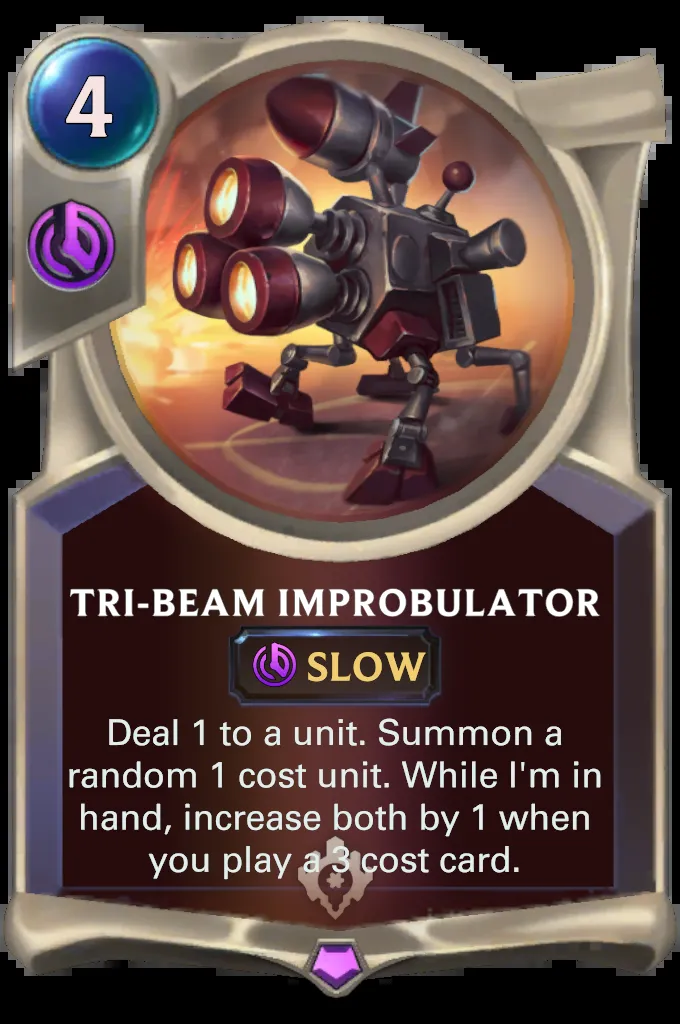 4
TRI-BEAM IMPROBULATOR
SLOW
Deal 1 to a unit. Summon a
random 1 cost unit. While I'm in
hand, increase both by 1 when
you play a 3 cost card.